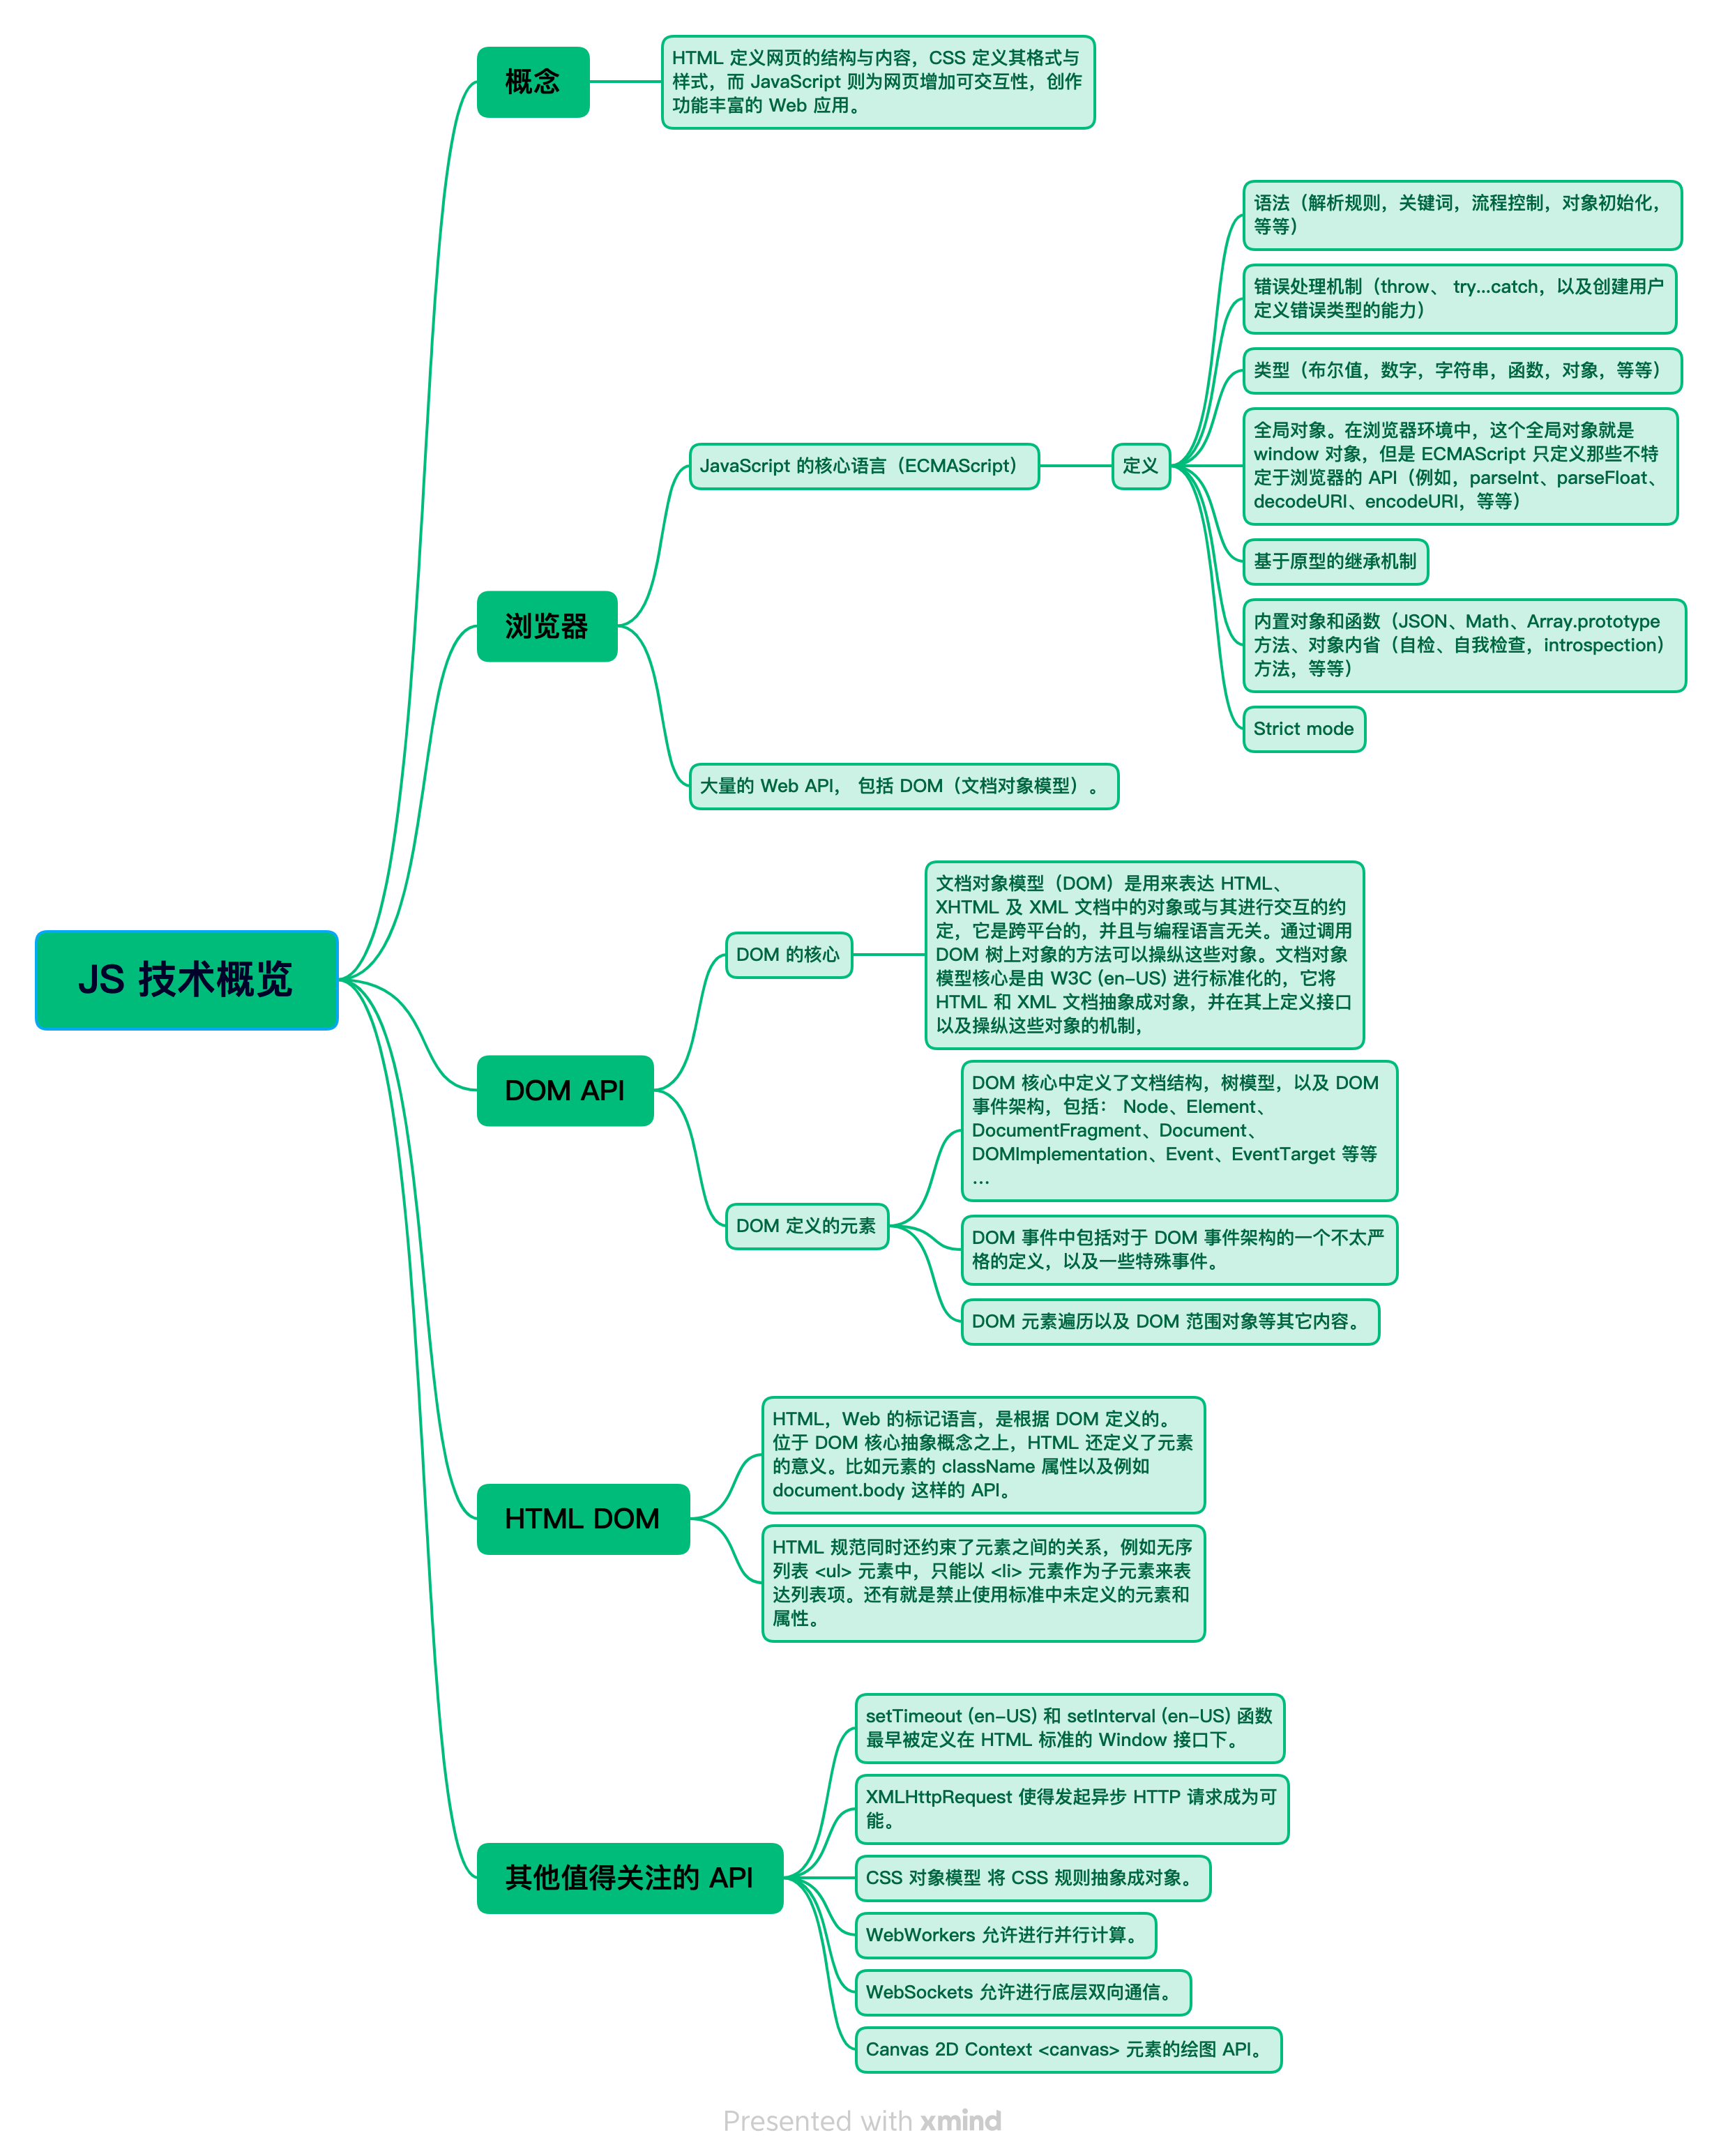 概念
HTML 定义网页的结构与内容，CSS 定义其格式与
样式，而 JavaScript 则为网页增加可交互性，创作
功能丰富的 Web 应用。
语法（解析规则，关键词，流程控制，对象初始化，
等等）
错误处理机制（throw、 try...catch，以及创建用户
定义错误类型的能力）
类型（布尔值，数字，字符串，函数，对象，等等）
全局对象。在浏览器环境中，这个全局对象就是
window 对象，但是 ECMAScript 只定义那些不特
定于浏览器的 API（例如，parseInt、parseFloat、
decodeURI、encodeURI，等等）
JavaScript 的核心语言（ECMAScript）
定义
基于原型的继承机制
浏览器
内置对象和函数（JSON、Math、Array.prototype
方法、对象内省（自检、自我检查，introspection）
方法，等等）
Strict mode
大量的 Web API， 包括 DOM（文档对象模型）。
JS 技术概览
DOM 的核心
文档对象模型（DOM）是用来表达 HTML、
XHTML 及 XML 文档中的对象或与其进行交互的约
定，它是跨平台的，并且与编程语言无关。通过调用
DOM 树上对象的方法可以操纵这些对象。文档对象
模型核心是由 W3C (en-US) 进行标准化的，它将
HTML 和 XML 文档抽象成对象，并在其上定义接口
以及操纵这些对象的机制，
DOM API
DOM 核心中定义了文档结构，树模型，以及 DOM
事件架构，包括： Node、Element、
DocumentFragment、Document、
DOMImplementation、Event、EventTarget 等等
…
DOM 定义的元素
DOM 事件中包括对于 DOM 事件架构的一个不太严
格的定义，以及一些特殊事件。
DOM 元素遍历以及 DOM 范围对象等其它内容。
HTML，Web 的标记语言，是根据 DOM 定义的。
位于 DOM 核心抽象概念之上，HTML 还定义了元素
的意义。比如元素的 className 属性以及例如
document.body 这样的 API。
HTML DOM
HTML 规范同时还约束了元素之间的关系，例如无序
列表 <ul> 元素中，只能以 <li> 元素作为子元素来表
达列表项。还有就是禁止使用标准中未定义的元素和
属性。
setTimeout (en-US) 和 setInterval (en-US) 函数
最早被定义在 HTML 标准的 Window 接口下。
XMLHttpRequest 使得发起异步 HTTP 请求成为可
能。
其他值得关注的 API
CSS 对象模型 将 CSS 规则抽象成对象。
WebWorkers 允许进行并行计算。
WebSockets 允许进行底层双向通信。
Canvas 2D Context <canvas> 元素的绘图 API。
Presented with xmind